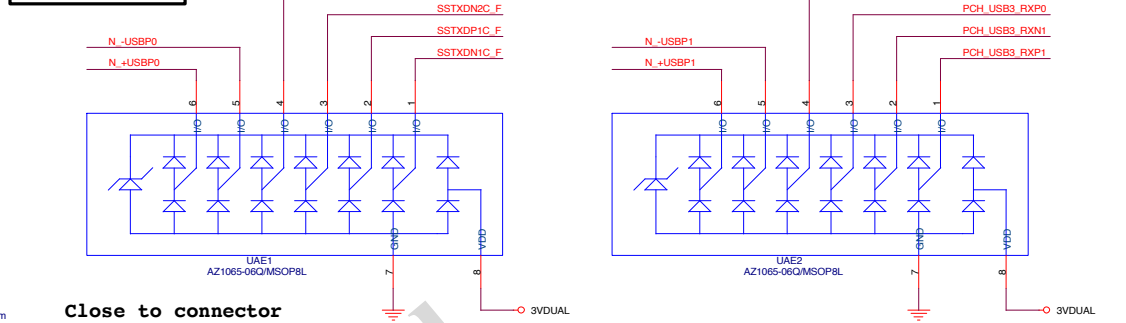 SSTXDN2C_F
SSTXDP1C_F
SSTXDN1C_F
N_-USBP0
N_+USBP0
6 5 4 3 2 1
I/O I/O I/O I/O I/O I/O
GND VDD
UAE1
AZ1065-06Q/MSOP8L
7 8
3VDUAL
PCH_USB3_RXP0
PCH_USB3_RXN1
PCH_USB3_RXP1
N_-USBP1
N_+USBP1
6 5 4 3 2 1
I/O I/O I/O I/O I/O I/O
GND VDD
UAE2
AZ1065-06Q/MSOP8L
7 8
3VDUAL
m
Close to connector